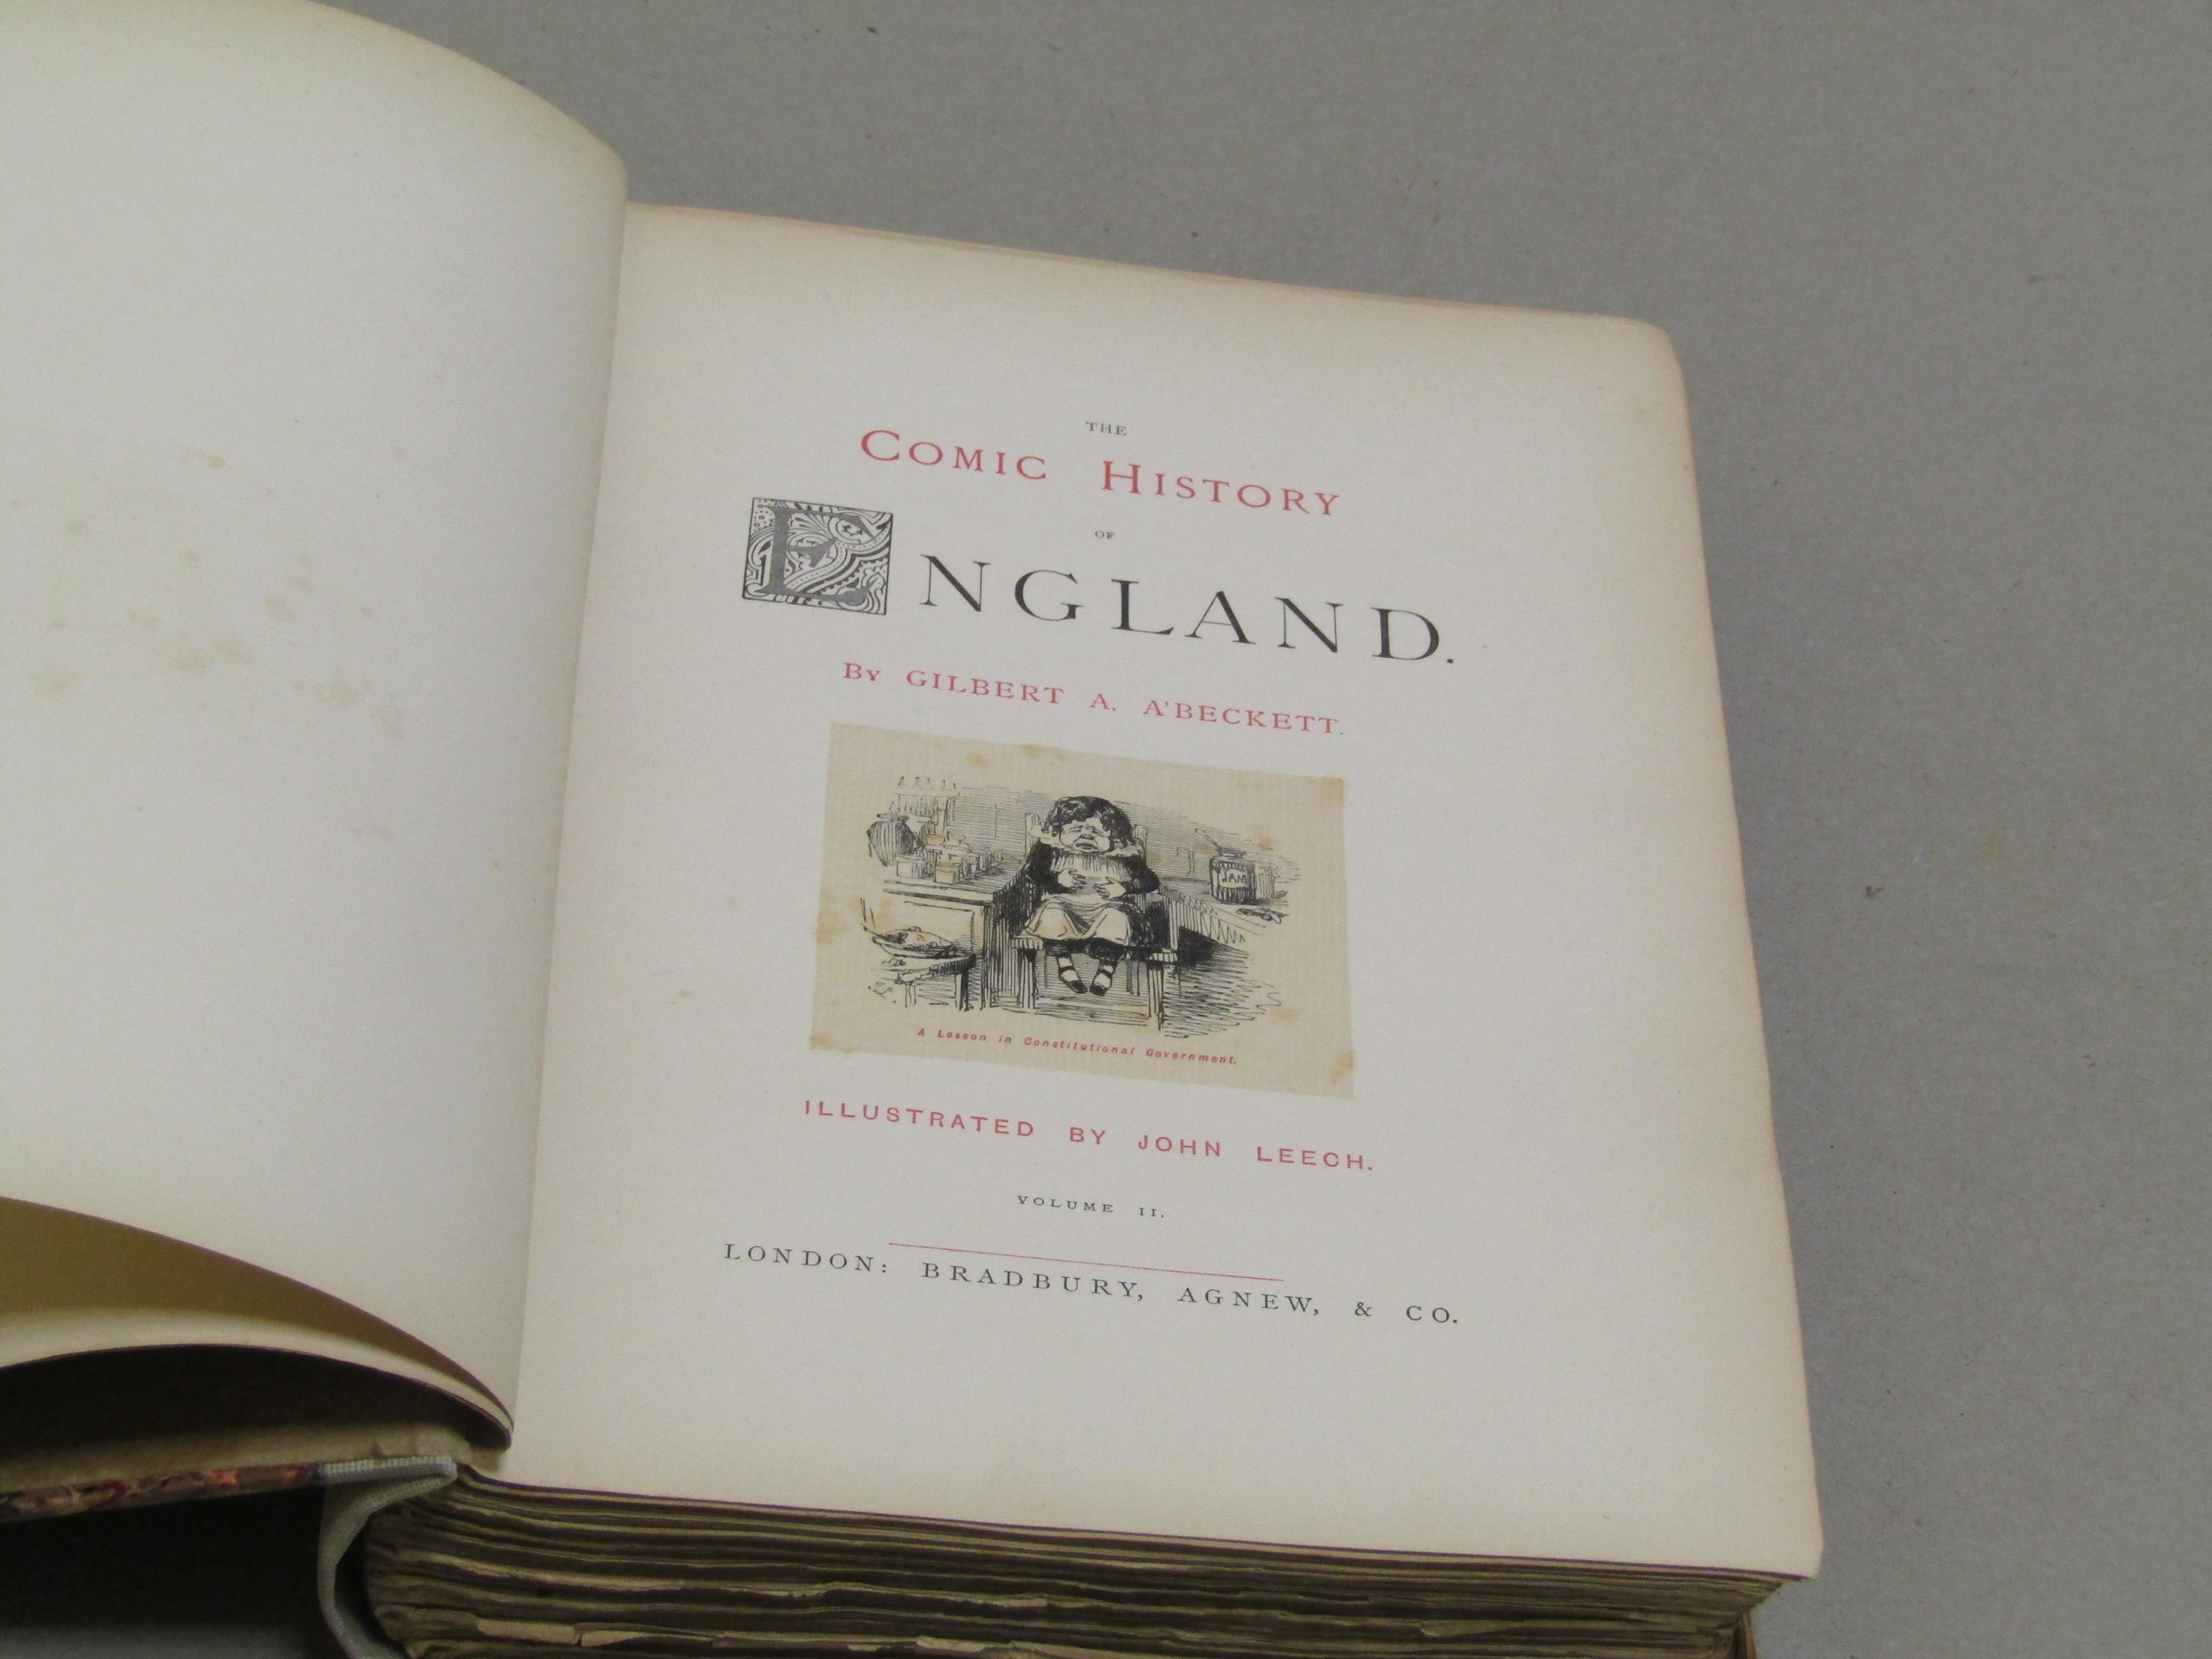 THE
COMIC HISTORY
OF
ENGLAND.
BY GILBERT A. A'BECKETT.
JAM
A Lesson in Constitutional Government.
ILLUSTRATED BY JOHN LEECH.
VOLUME II.
LONDON: BRADBURY, AGNEW, & CO.